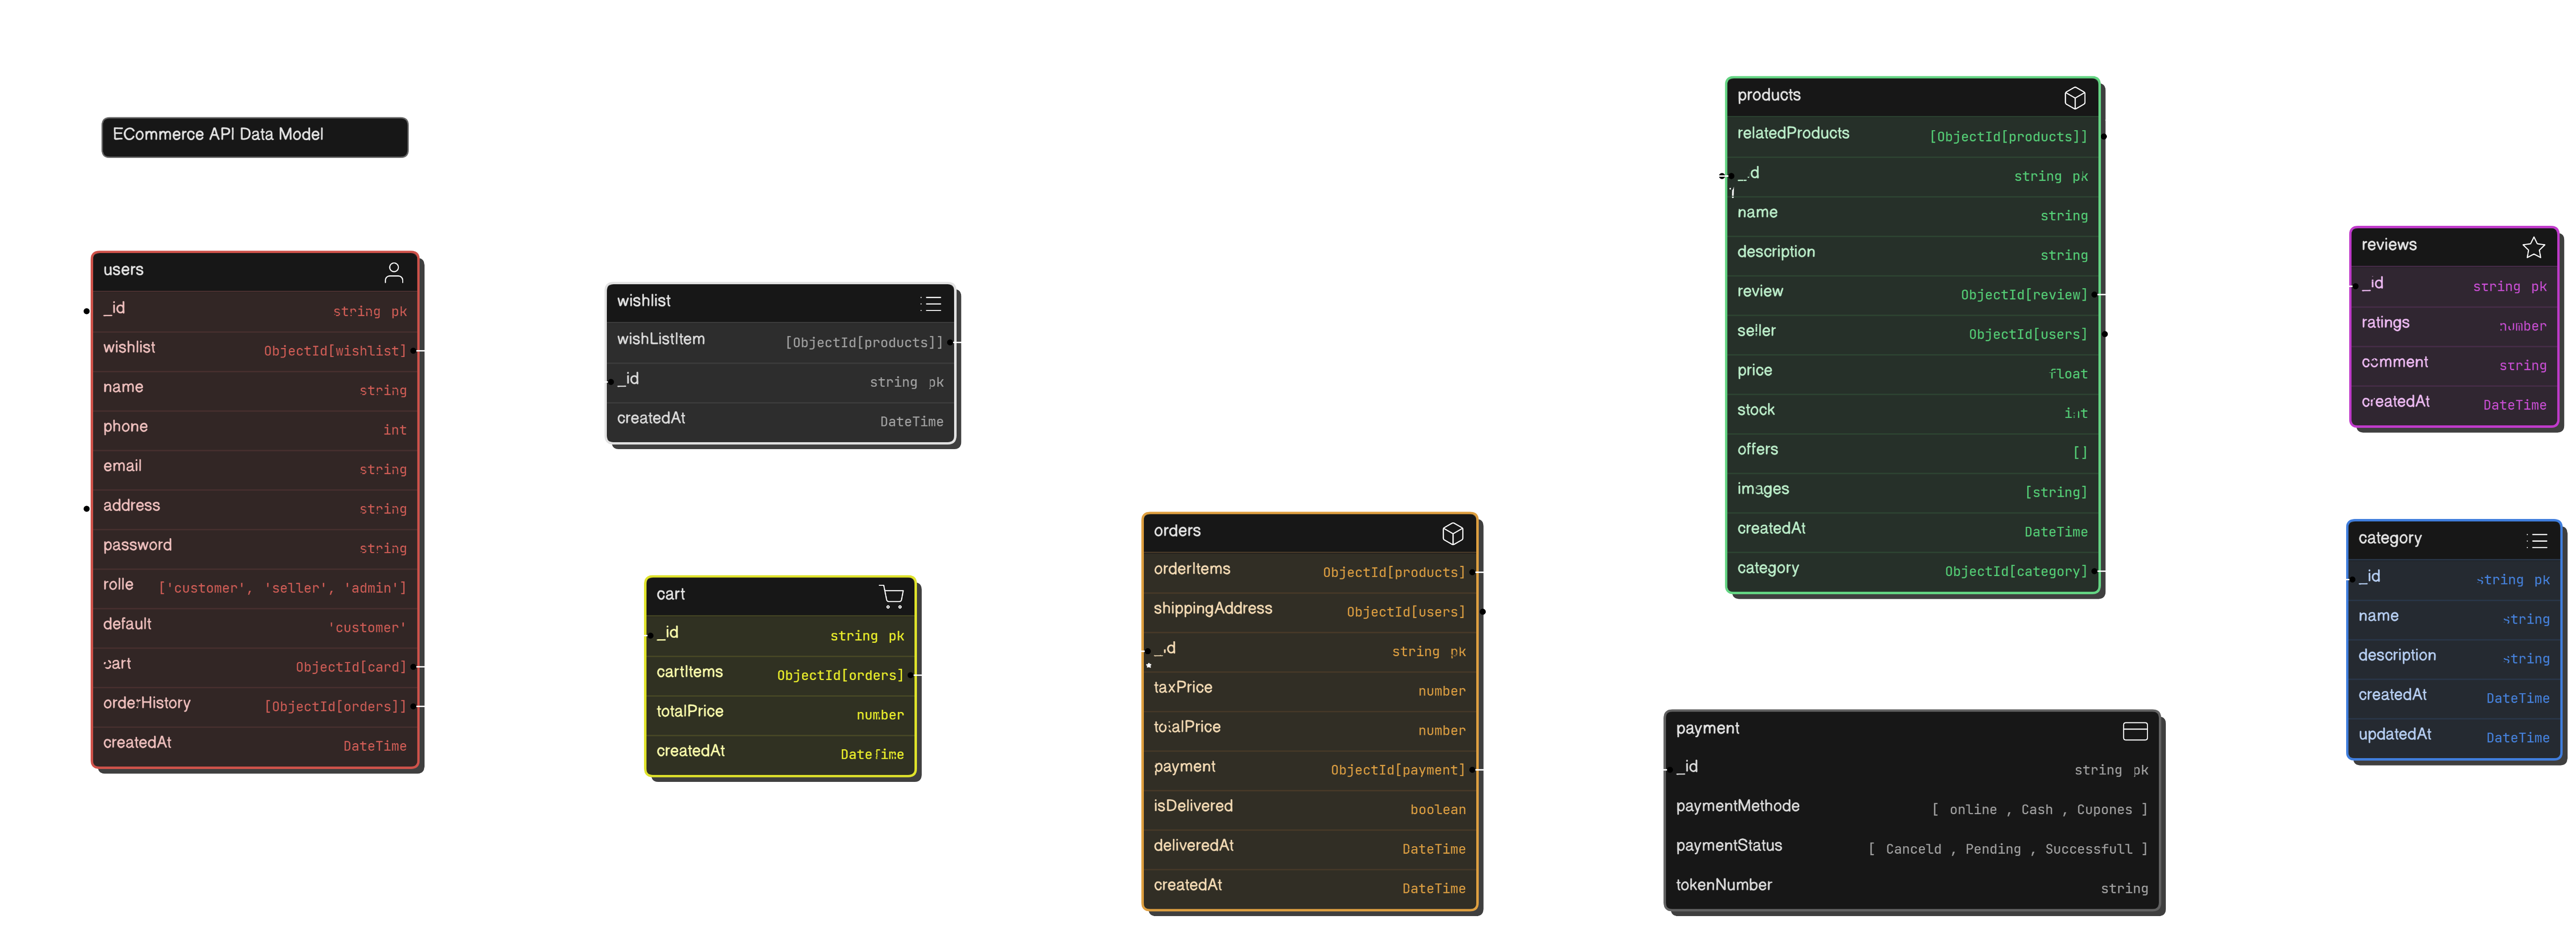 ECommerce API Data Model
users
_id string pk
wishlist ObjectId[wishlist]
name string
phone int
email string
address string
password string
rolle ['customer', 'seller', 'admin']
default 'customer'
cart ObjectId[card]
orderHistory [ObjectId[orders]]
createdAt DateTime
wishlist
wishListItem [ObjectId[products]]
_id string pk
createdAt DateTime
cart
_id string pk
cartItems ObjectId[orders]
totalPrice number
createdAt DateTime
orders
orderItems ObjectId[products]
shippingAddress ObjectId[users]
_id string pk
taxPrice number
totalPrice number
payment ObjectId[payment]
isDelivered boolean
deliveredAt DateTime
createdAt DateTime
products
relatedProducts [ObjectId[products]]
_id string pk
name string
description string
review ObjectId[review]
seller ObjectId[users]
price float
stock int
offers []
images [string]
createdAt DateTime
category ObjectId[category]
payment
_id string pk
paymentMethode [ online , Cash , Cupones ]
paymentStatus [ Canceld , Pending , Successfull ]
tokenNumber string
reviews
_id string pk
ratings number
comment string
createdAt DateTime
category
_id string pk
name string
description string
createdAt DateTime
updatedAt DateTime